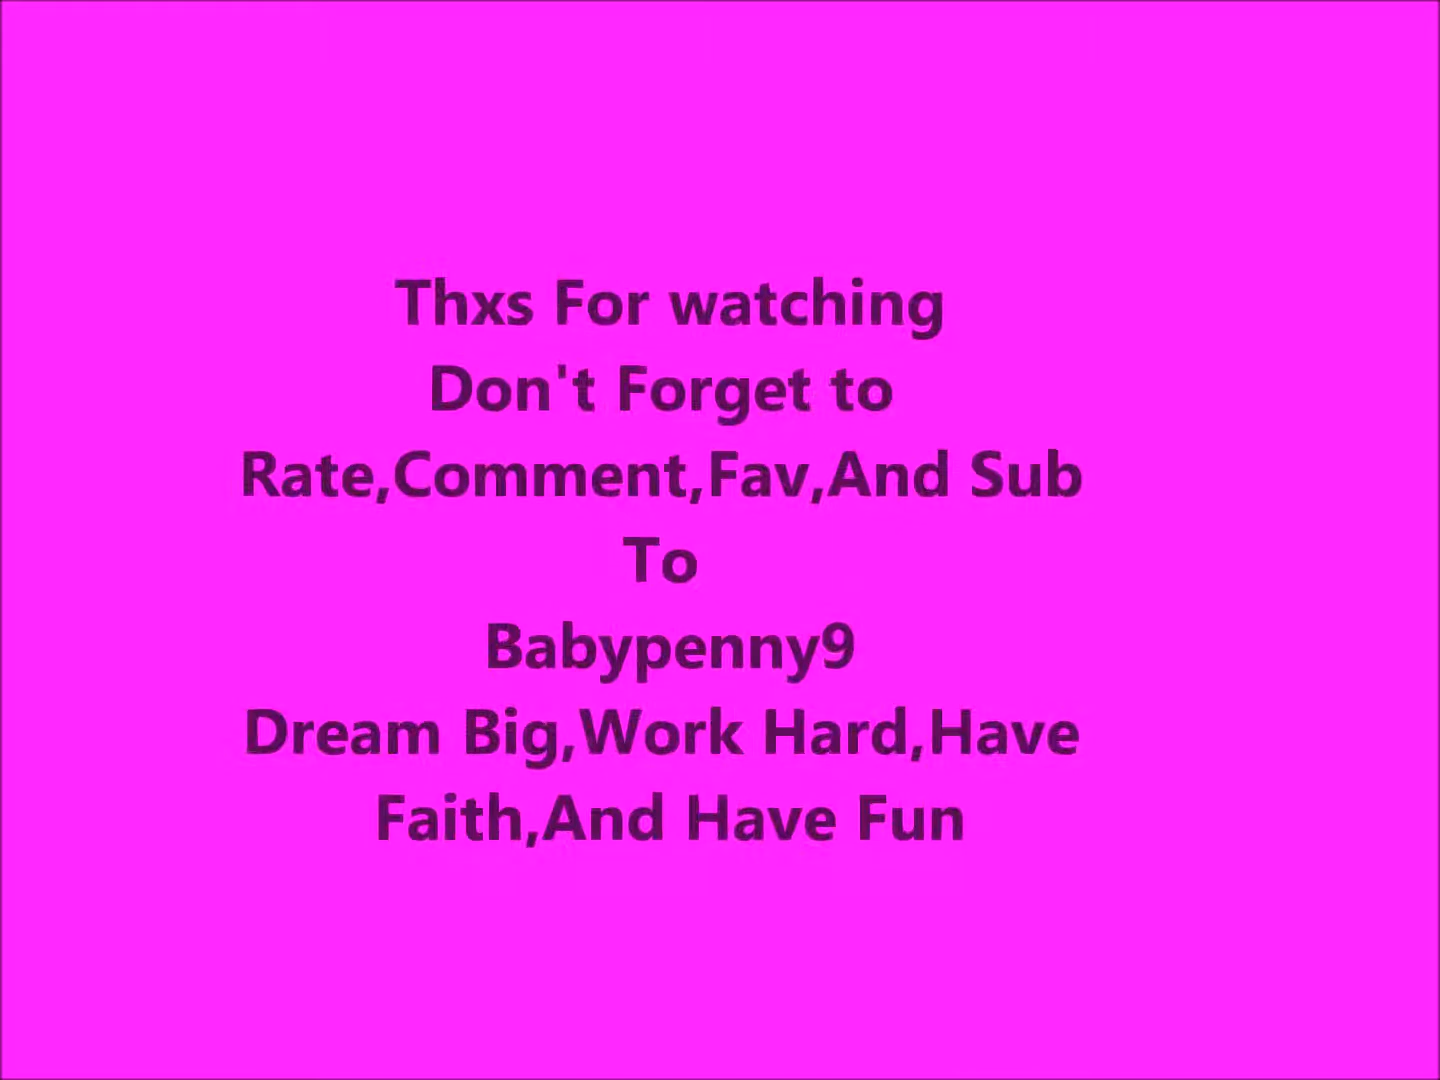 Thxs For watching
Don't Forget to
Rate,Comment,Fav,And Sub
To
Babypenny9
Dream Big,Work Hard,Have
Faith,And Have Fun